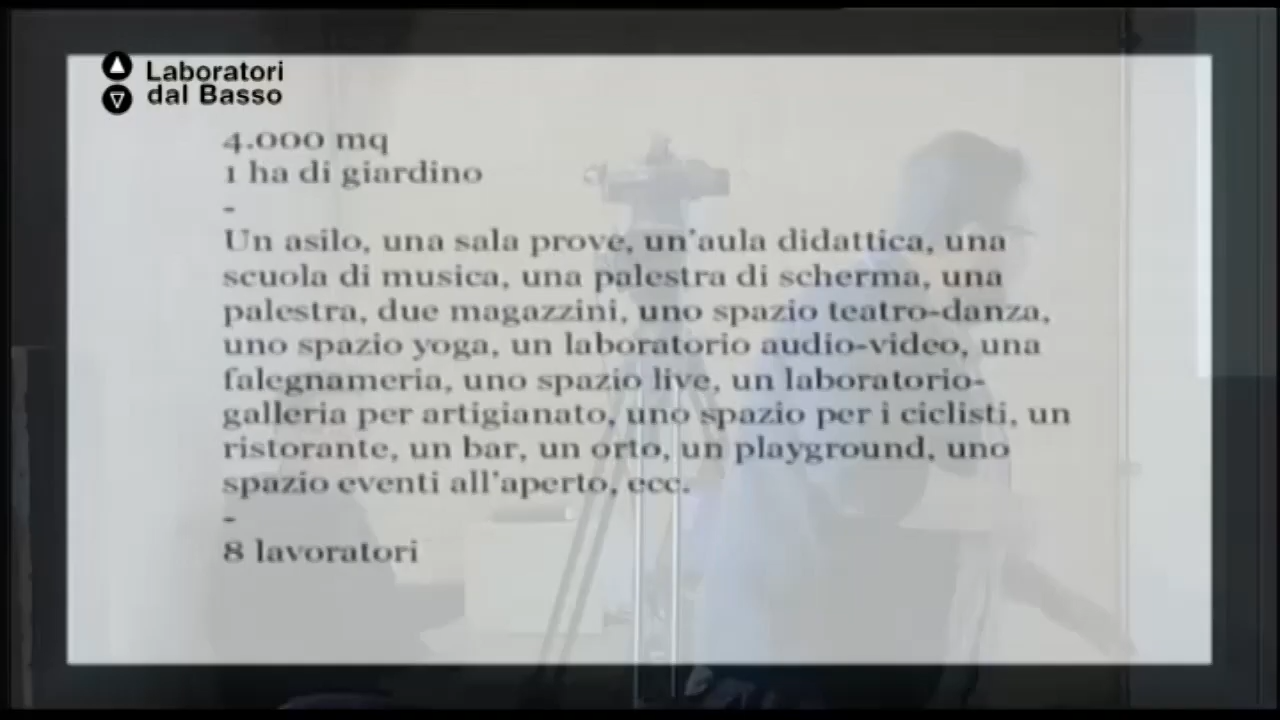 Laboratori
dal Basso
4.000 mq
1 ha di giardino
-
Un asilo, una sala prove, un'aula didattica, una
scuola di musica, una palestra di scherma, una
palestra, due magazzini, uno spazio teatro-danza,
uno spazio yoga, un laboratorio audio-video, una
falegnameria, uno spazio live, un laboratorio-
galleria per artigianato, uno spazio per i ciclisti, un
ristorante, un bar, un orto, un playground, uno
spazio eventi all'aperto, ecc.
-
8 lavoratori